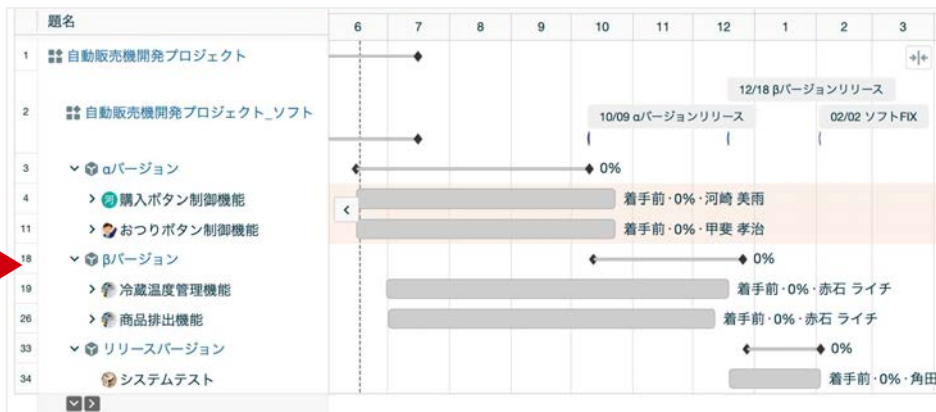 題名 6 7 8 9 10 11 12 1 2 3
1 自動販売機開発プロジェクト
12/18 βバージョンリリース
2 自動販売機開発プロジェクト_ソフト 10/09 αバージョンリリース 02/02 ソフトFIX
3 αバージョン 0%
4 河 購入ボタン制御機能 着手前·0%·河崎 美雨
11 おつりボタン制御機能 着手前·0%·甲斐 孝治
18 βバージョン 0%
19 冷蔵温度管理機能 着手前·0%·赤石 ライチ
26 商品排出機能 着手前·0%·赤石 ライチ
33 リリースバージョン 0%
34 システムテスト 着手前·0%·角田